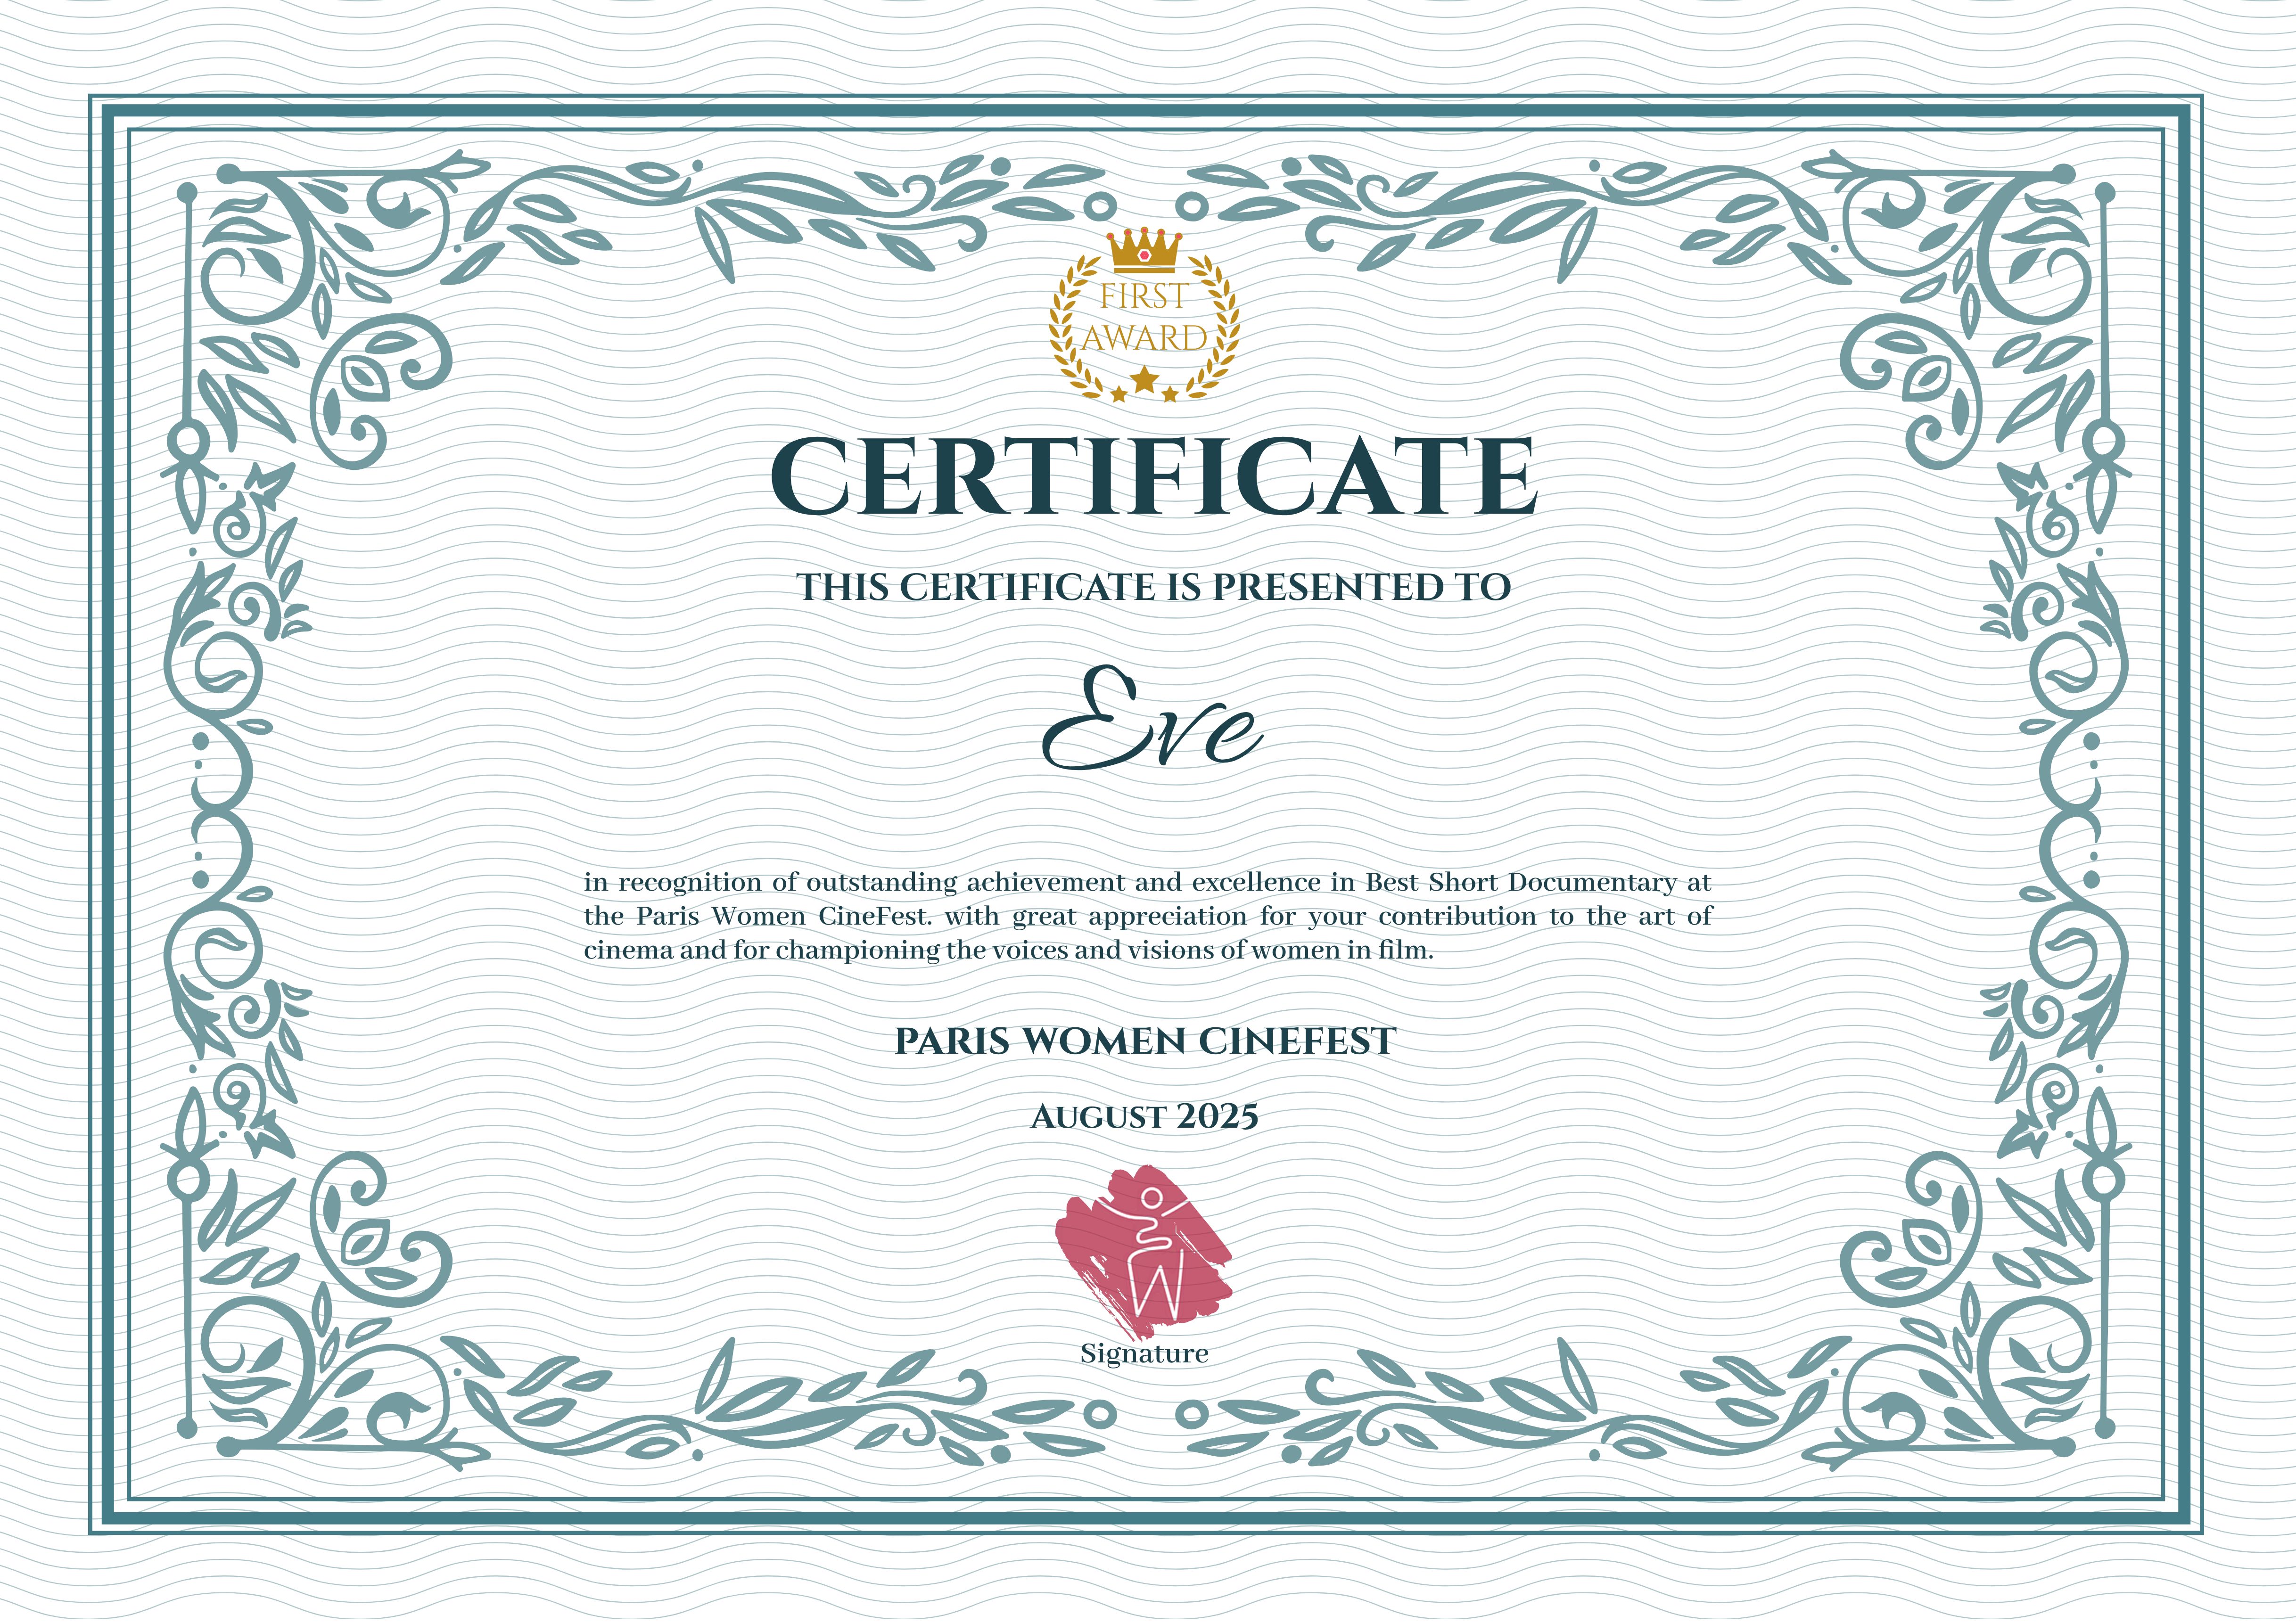 FIRST
AWARD
CERTIFICATE
THIS CERTIFICATE IS PRESENTED TO
Eve
in recognition of outstanding achievement and excellence in Best Short Documentary at
the Paris Women CineFest. with great appreciation for your contribution to the art of
cinema and for championing the voices and visions of women in film.
PARIS WOMEN CINEFEST
AUGUST 2025
W
Signature